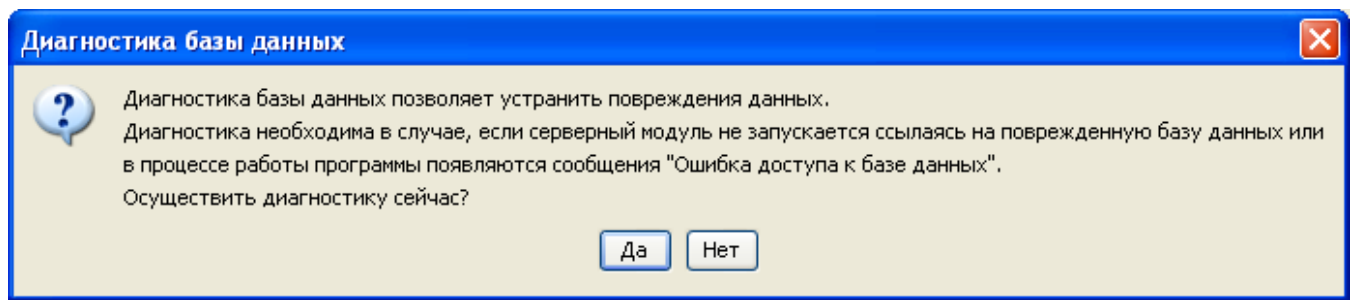 Диагностика базы данных
Диагностика базы данных позволяет устранить повреждения данных.
Диагностика необходима в случае, если серверный модуль не запускается ссылаясь на поврежденную базу данных или
в процессе работы программы появляются сообщения "Ошибка доступа к базе данных".
Осуществить диагностику сейчас?
Да Нет